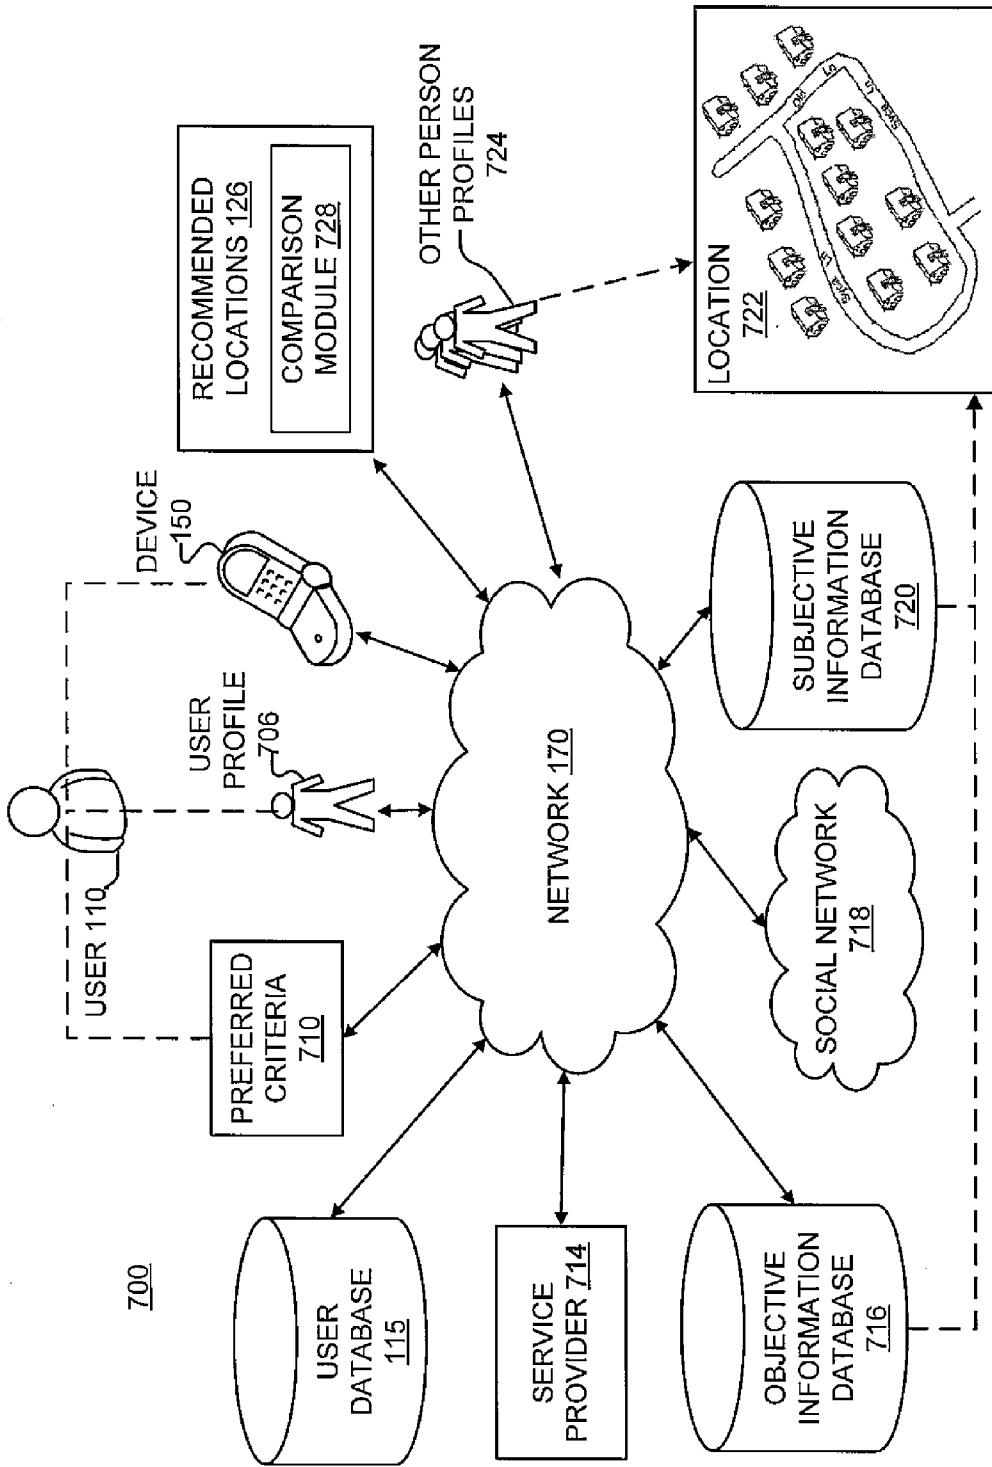 700
USER 110
DEVICE
150
USER
PROFILE
706
PREFERRED
CRITERIA
710
RECOMMENDED
LOCATIONS 126
COMPARISON
MODULE 728
USER
DATABASE
115
OTHER PERSON
PROFILES
724
SERVICE
PROVIDER 714
NETWORK 170
OBJECTIVE
INFORMATION
DATABASE
716
SOCIAL NETWORK
718
SUBJECTIVE
INFORMATION
DATABASE
720
LOCATION
722